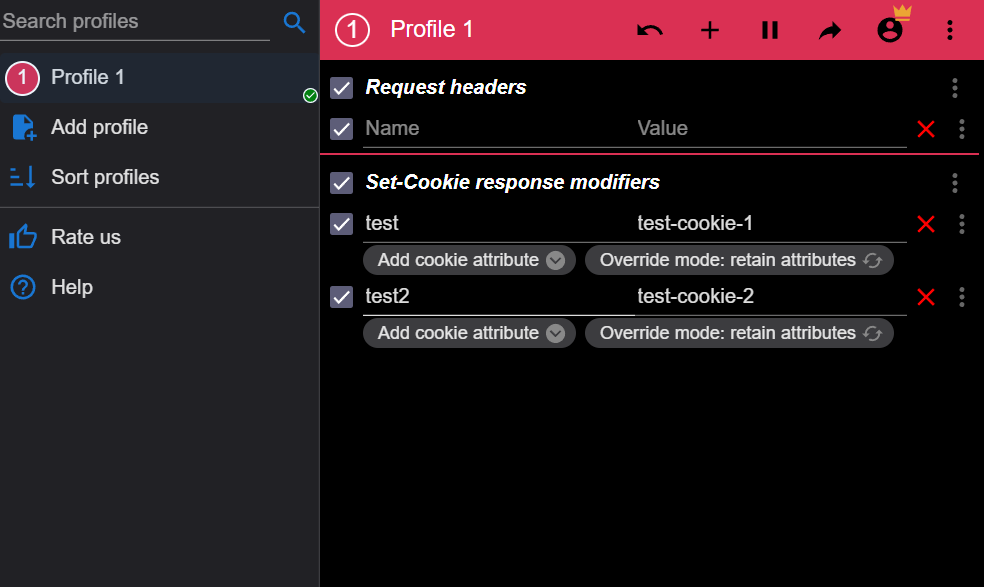 Search profiles
1 Profile 1
Add profile
Sort profiles
Rate us
Help
1 Profile 1
Request headers
Name Value
Set-Cookie response modifiers
test test-cookie-1
Add cookie attribute Override mode: retain attributes
test2 test-cookie-2
Add cookie attribute Override mode: retain attributes